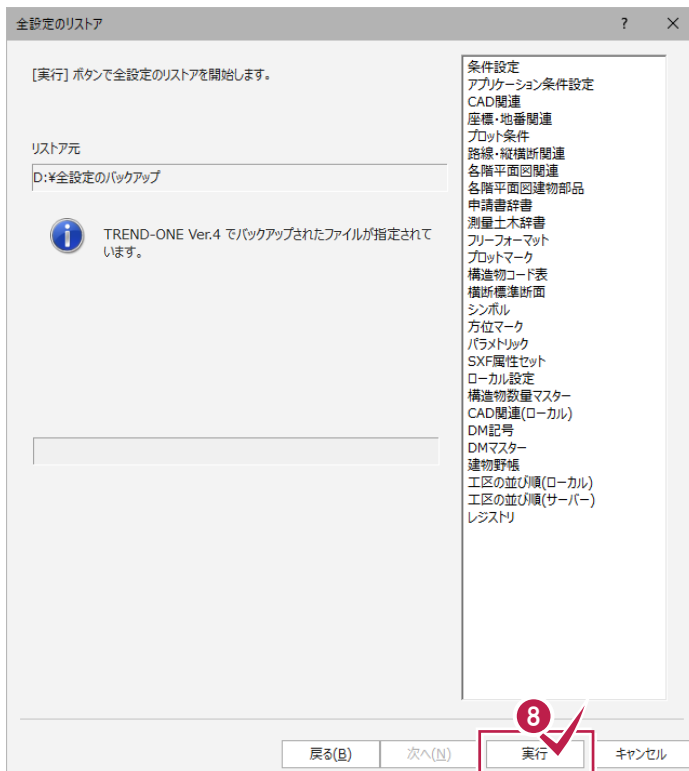 全設定のリストア
? ×
[実行] ボタンで全設定のリストアを開始します。
リストア元
D:¥全設定のバックアップ
TREND-ONE Ver.4 でバックアップされたファイルが指定されて
います。
条件設定
アプリケーション条件設定
CAD関連
座標・地番関連
プロット条件
路線・縦横断関連
各階平面図関連
各階平面図建物部品
申請書辞書
測量土木辞書
フリーフォーマット
プロットマーク
構造物コード表
横断標準断面
シンボル
方位マーク
パラメトリック
SXF属性セット
ローカル設定
構造物数量マスター
CAD関連(ローカル)
DM記号
DMマスター
建物野帳
工区の並び順(ローカル)
工区の並び順(サーバー)
レジストリ
8
戻る(B) 次へ(N) 実行 キャンセル